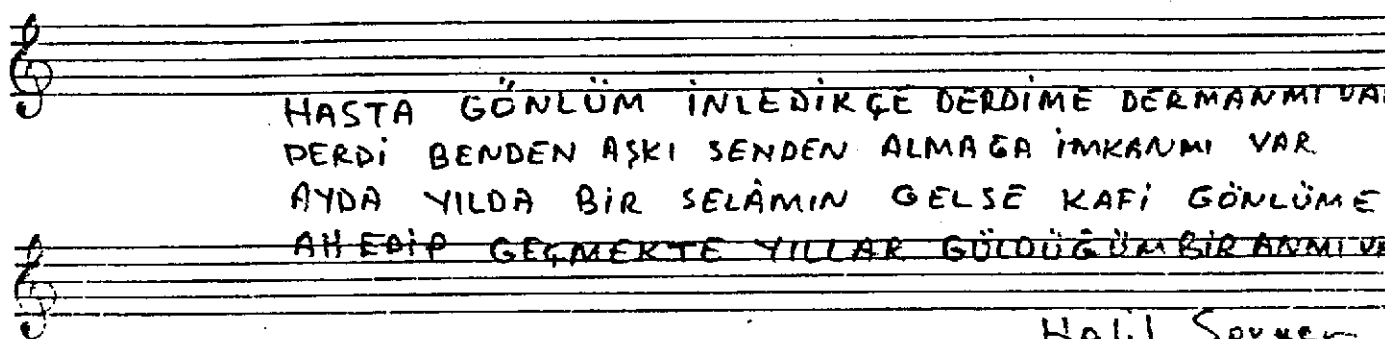 HASTA GÖNLÜM İNLEDİKÇE DERDİME DERMANMI VAR
DERDİ BENDEN AŞKI SENDEN ALMAĞA İMKANMI VAR
AYDA YILDA BİR SELÂMIN GELSE KAFİ GÖNLÜME
AH EDİP GEÇMEKTE YILLAR GÜLDÜĞÜM BİR ANMI VAR
Halil